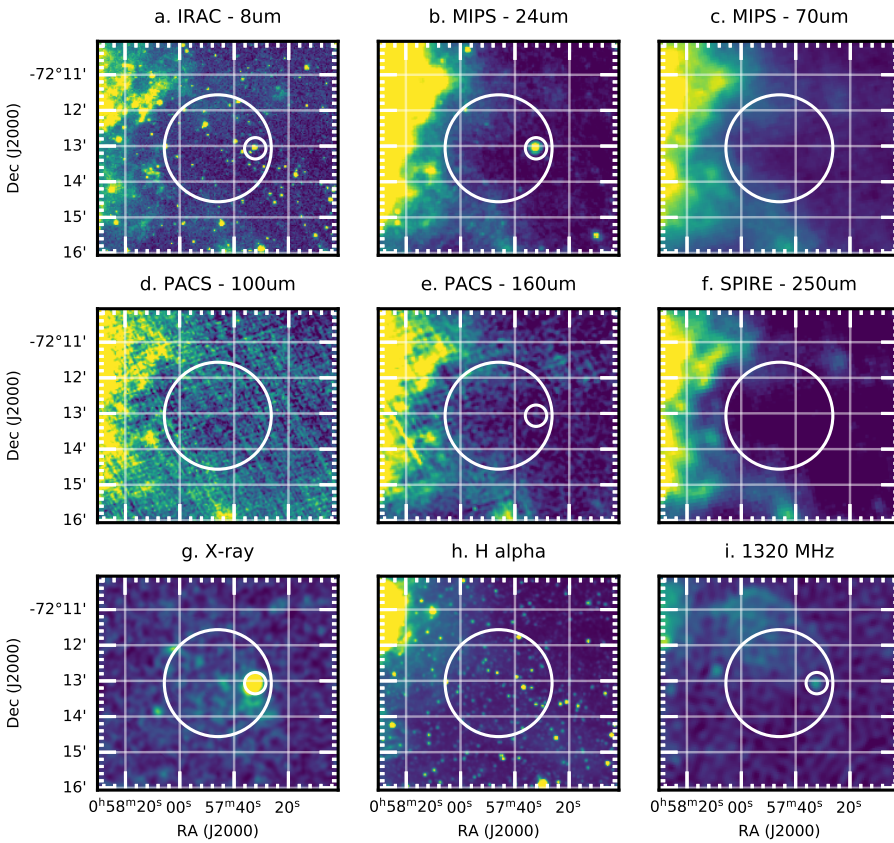 a. IRAC - 8um
b. MIPS - 24um
c. MIPS - 70um
Dec (J2000)
-72°11'
12'
13'
14'
15'
16'
d. PACS - 100um
e. PACS - 160um
f. SPIRE - 250um
Dec (J2000)
-72°11'
12'
13'
14'
15'
16'
g. X-ray
h. H alpha
i. 1320 MHz
Dec (J2000)
-72°11'
12'
13'
14'
15'
16'
0ʰ58ᵐ20ˢ 00ˢ 57ᵐ40ˢ 20ˢ
0ʰ58ᵐ20ˢ 00ˢ 57ᵐ40ˢ 20ˢ
0ʰ58ᵐ20ˢ 00ˢ 57ᵐ40ˢ 20ˢ
RA (J2000)
RA (J2000)
RA (J2000)